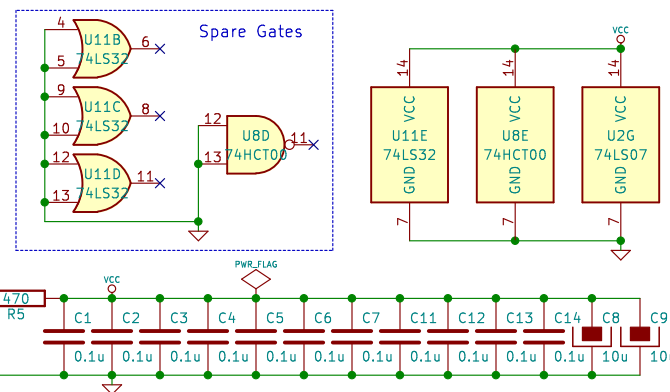 Spare Gates
4
5
U11B
74LS32
6
9
10
U11C
74LS32
8
12
13
U11D
74LS32
11
12
13
U8D
74HCT00
11
VCC
14
VCC
U11E
74LS32
GND
7
14
VCC
U8E
74HCT00
GND
7
14
VCC
U2G
74LS07
GND
7
PWR_FLAG
VCC
470
R5
C1
0.1u
C2
0.1u
C3
0.1u
C4
0.1u
C5
0.1u
C6
0.1u
C7
0.1u
C11
0.1u
C12
0.1u
C13
0.1u
C14
0.1u
C8
10u
C9